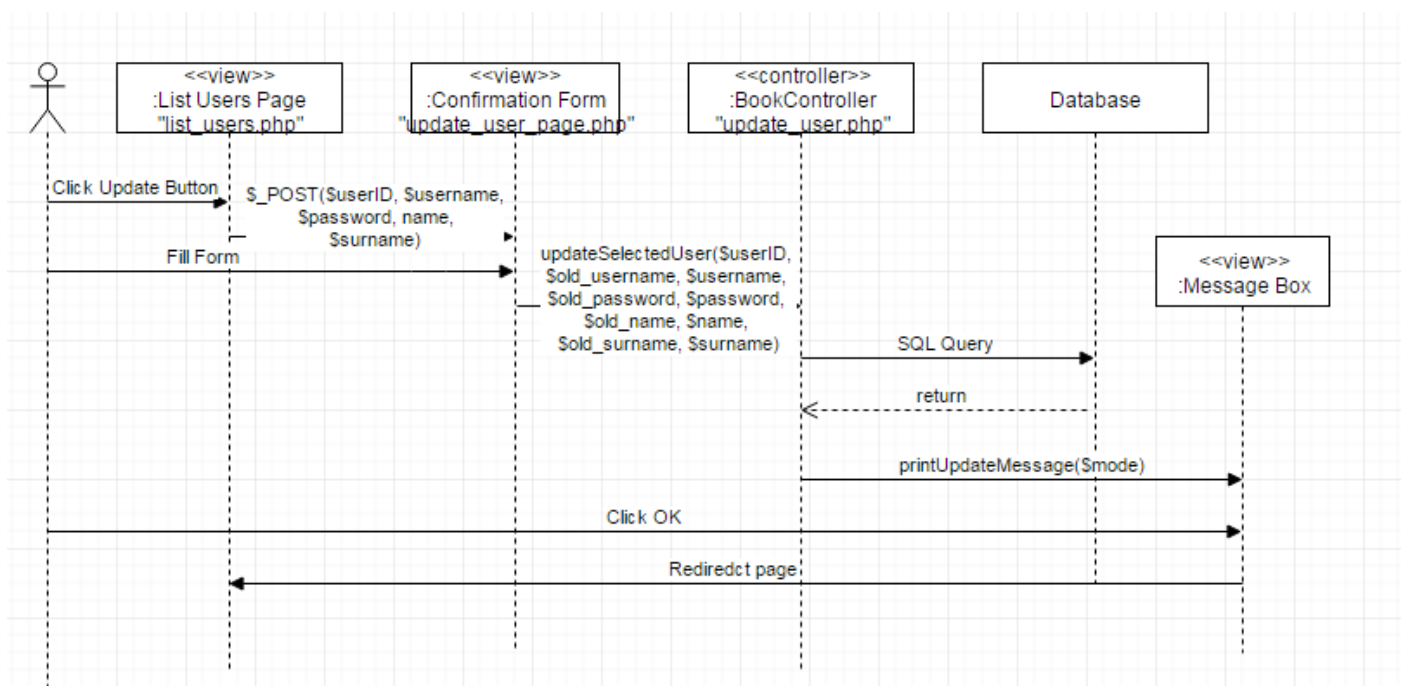 <<view>>
:List Users Page
"list_users.php"
<<view>>
:Confirmation Form
"update_user_page.php"
<<controller>>
:BookController
"update_user.php"
Database
Click Update Button
$_POST($userID, $username,
$password, name,
$surname)
Fill Form
updateSelectedUser($userID,
$old_username, $username,
$old_password, $password,
$old_name, $name,
$old_surname, $surname)
<<view>>
:Message Box
SQL Query
return
printUpdateMessage($mode)
Click OK
Rediredct page